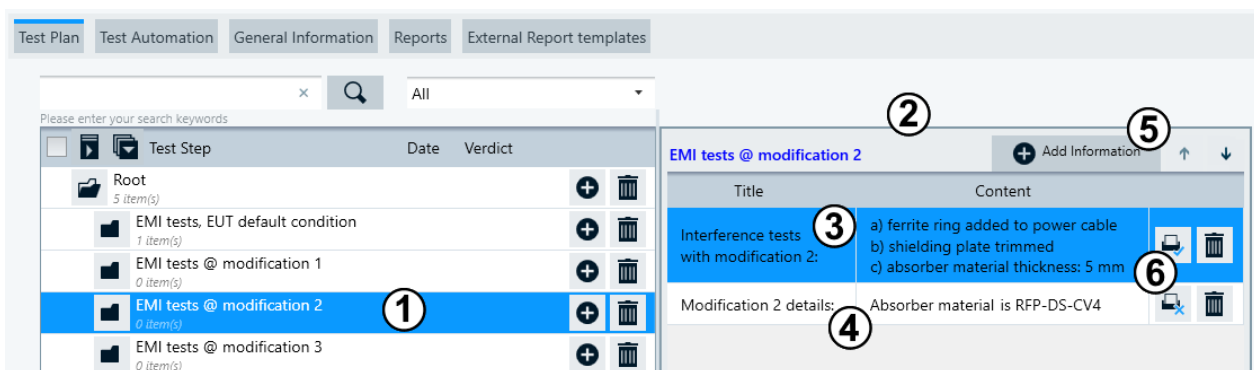 Test Plan Test Automation General Information Reports External Report templates
× All
Please enter your search keywords
Test Step Date Verdict
Root
5 item(s)
EMI tests, EUT default condition
1 item(s)
EMI tests @ modification 1
0 item(s)
EMI tests @ modification 2
0 item(s)
1
EMI tests @ modification 3
0 item(s)
2
5
EMI tests @ modification 2 Add Information
Title Content
Interference tests
with modification 2:
3
a) ferrite ring added to power cable
b) shielding plate trimmed
c) absorber material thickness: 5 mm
6
Modification 2 details: Absorber material is RFP-DS-CV4
4